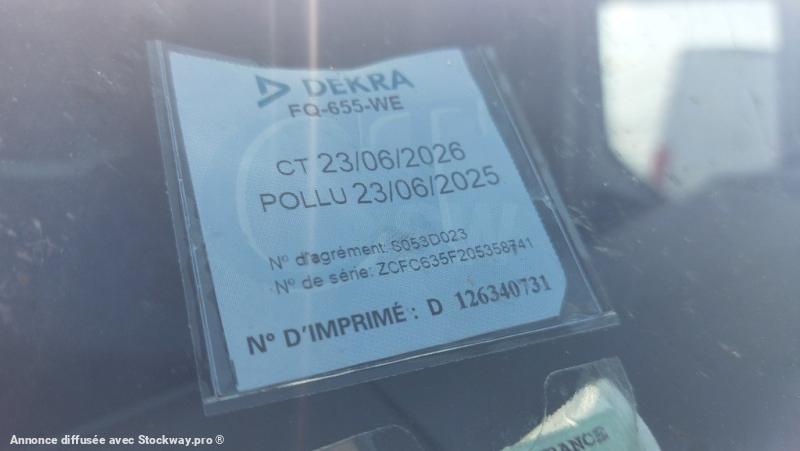 DEKRA
FQ-655-WE
CT 23/06/2026
POLLU 23/06/2025
N° d'agrément: S053D023
N° de série: ZCFC635F205358741
N° D'IMPRIMÉ : D 126340731
RANCE
Annonce diffusée avec Stockway.pro ®